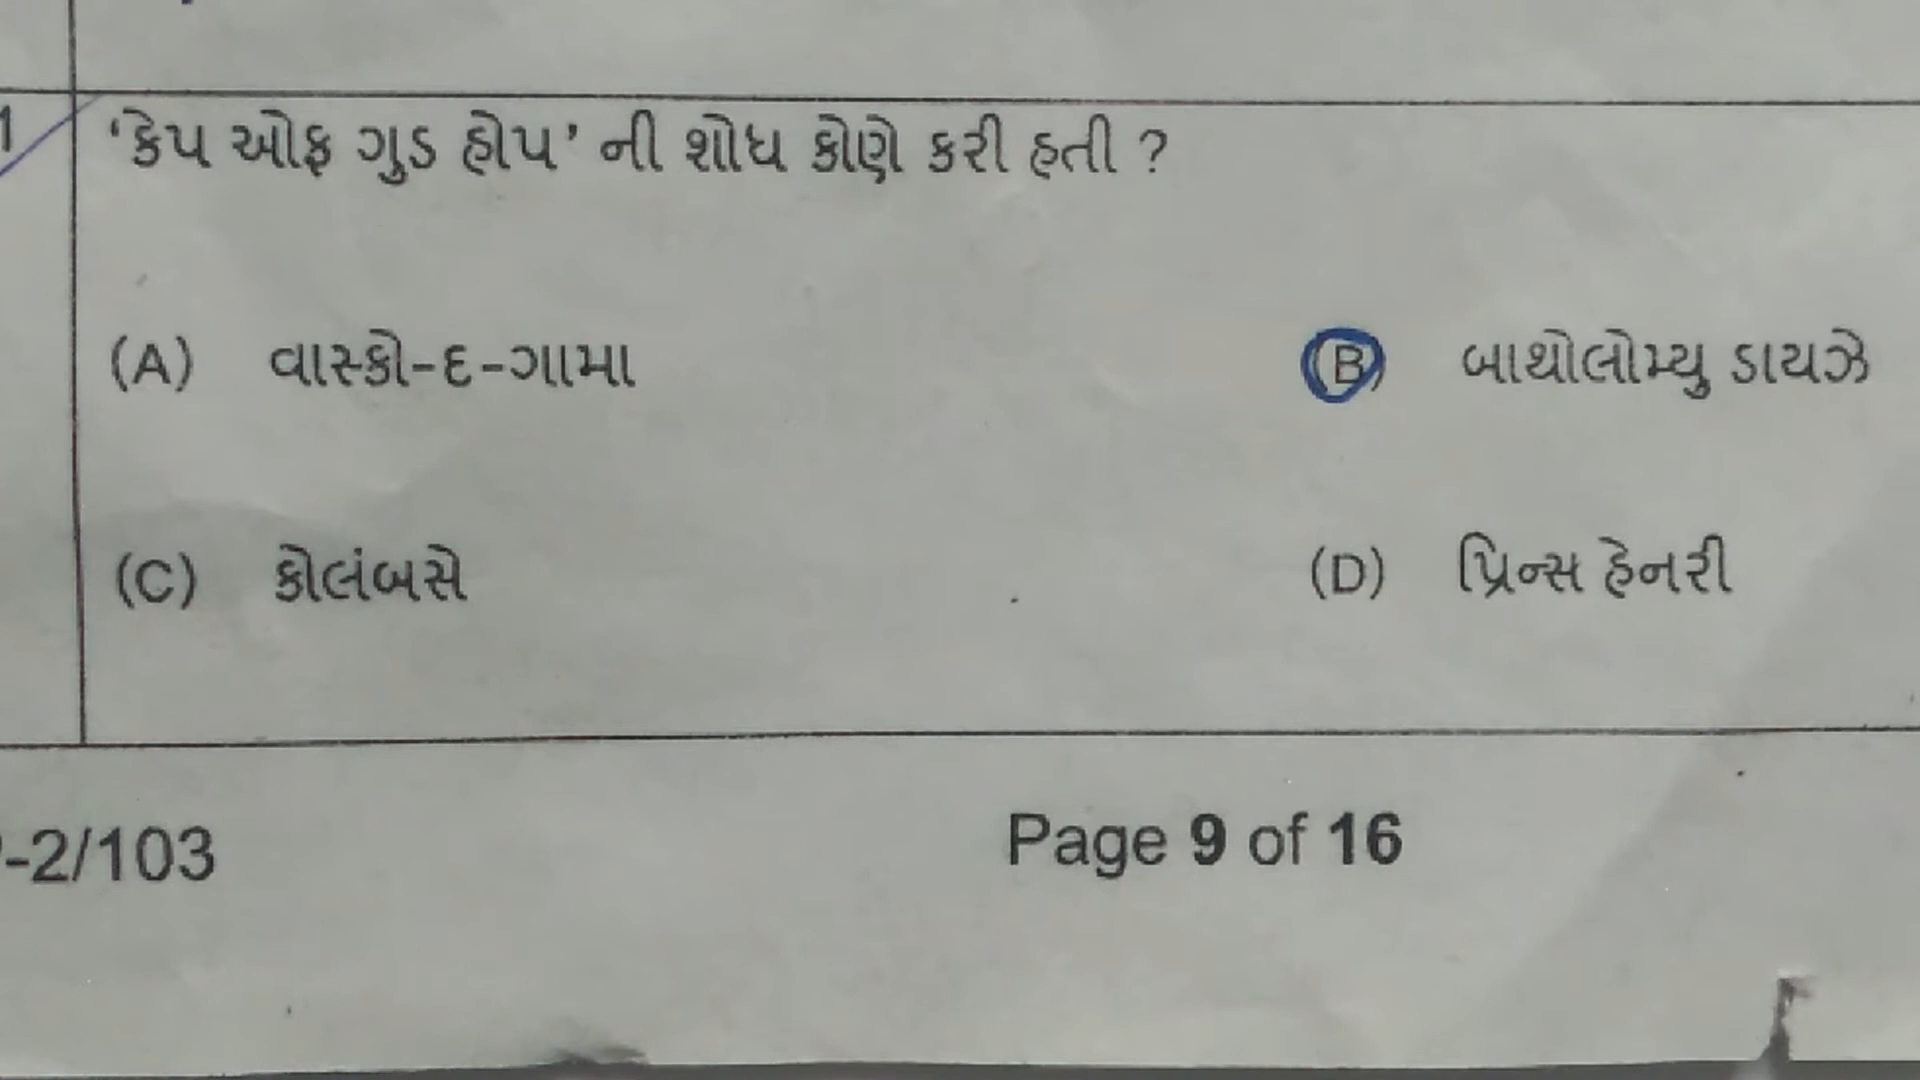 1 ‘કેપ ઓફ ગુડ હોપ’ ની શોધ કોણે કરી હતી ?
(A) વાસ્કો-દ-ગામા (B) બાથોલોમ્યુ ડાયઝે
(C) કોલંબસે (D) પ્રિન્સ હેનરી
-2/103 Page 9 of 16